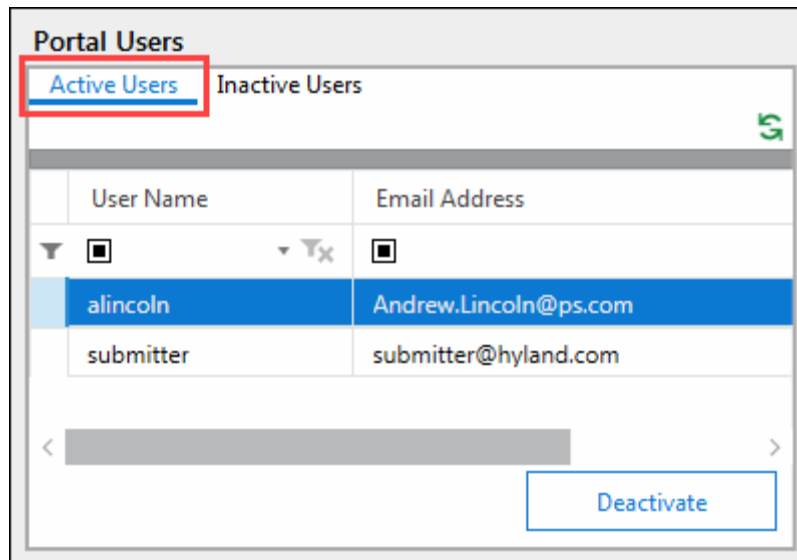 Portal Users
Active Users Inactive Users
User Name Email Address
alincoln Andrew.Lincoln@ps.com
submitter submitter@hyland.com
Deactivate